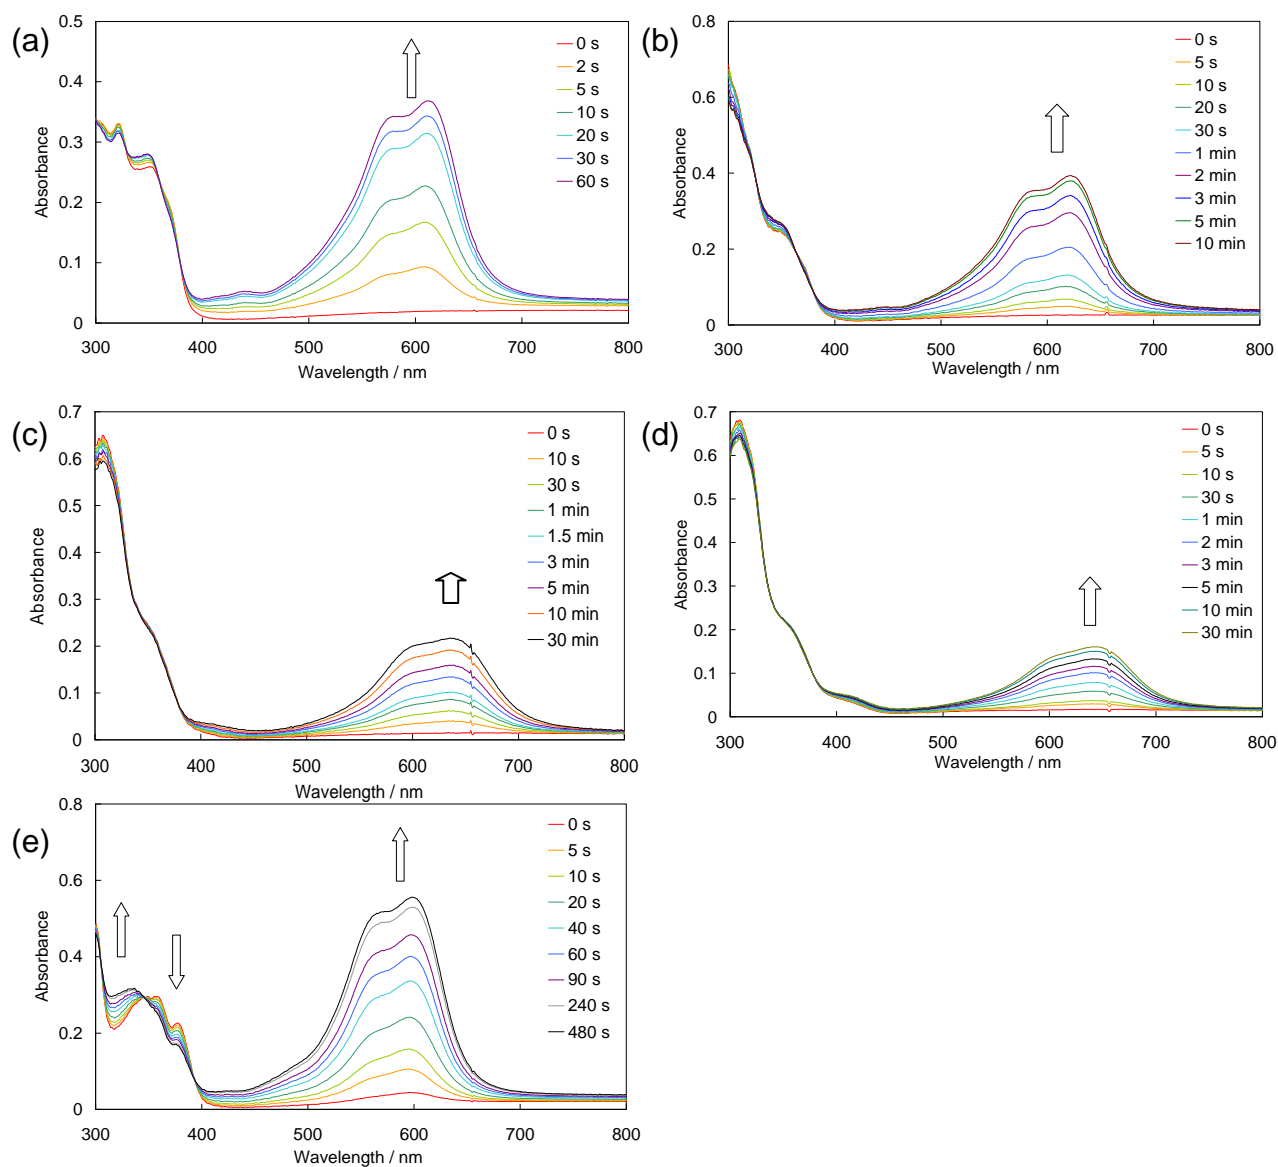 (a)
Absorbance
0.5
0.4
0.3
0.2
0.1
0
300
400
500
600
700
800
Wavelength / nm
0 s
2 s
5 s
10 s
20 s
30 s
60 s
(b)
Absorbance
0.8
0.6
0.4
0.2
0
300
400
500
600
700
800
Wavelength / nm
0 s
5 s
10 s
20 s
30 s
1 min
2 min
3 min
5 min
10 min
(c)
Absorbance
0.7
0.6
0.5
0.4
0.3
0.2
0.1
0
300
400
500
600
700
800
Wavelength / nm
0 s
10 s
30 s
1 min
1.5 min
3 min
5 min
10 min
30 min
(d)
Absorbance
0.7
0.6
0.5
0.4
0.3
0.2
0.1
0
300
400
500
600
700
800
Wavelength / nm
0 s
5 s
10 s
30 s
1 min
2 min
3 min
5 min
10 min
30 min
(e)
Absorbance
0.8
0.6
0.4
0.2
0
300
400
500
600
700
800
Wavelength / nm
0 s
5 s
10 s
20 s
40 s
60 s
90 s
240 s
480 s